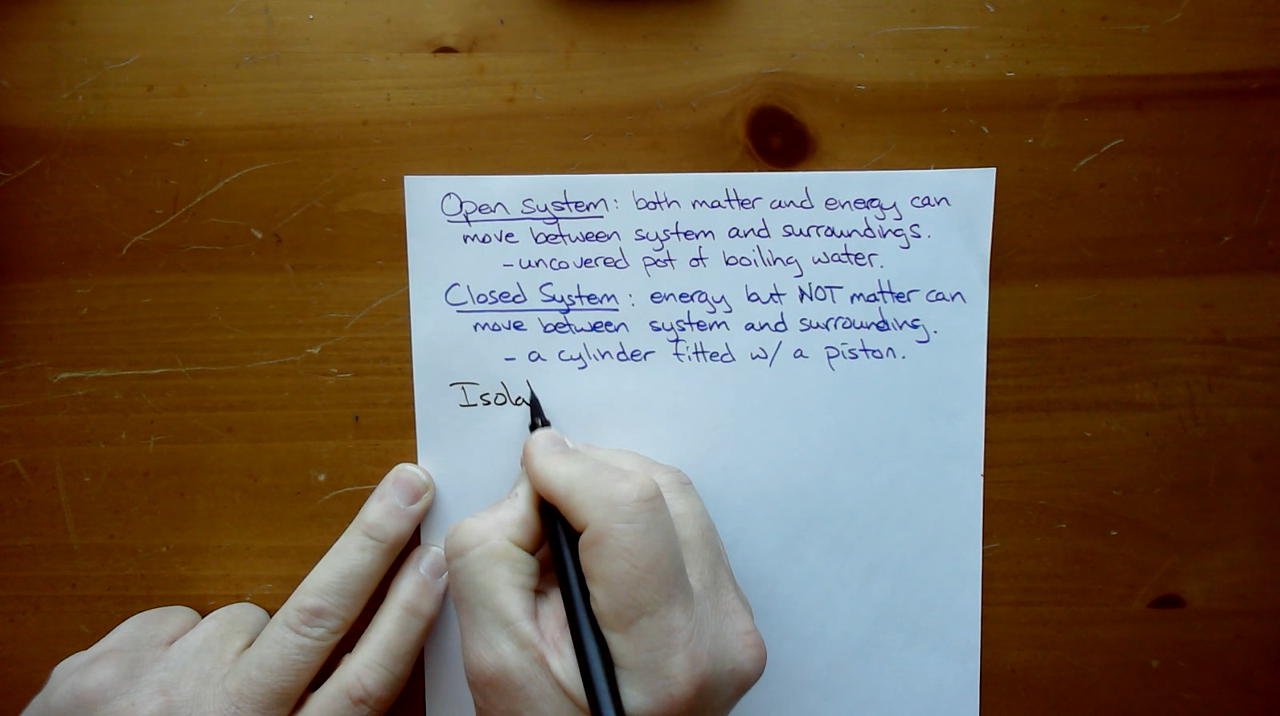 Open system: both matter and energy can
move between system and surroundings.
- uncovered pot of boiling water.
Closed System: energy but NOT matter can
move between system and surrounding.
- a cylinder fitted w/ a piston.
Isola